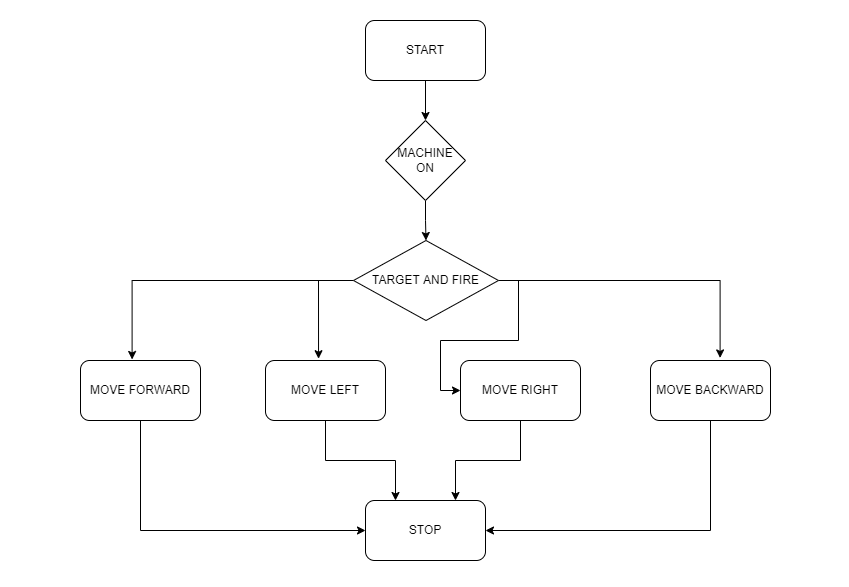 START
MACHINE
ON
TARGET AND FIRE
MOVE FORWARD
MOVE LEFT
MOVE RIGHT
MOVE BACKWARD
STOP